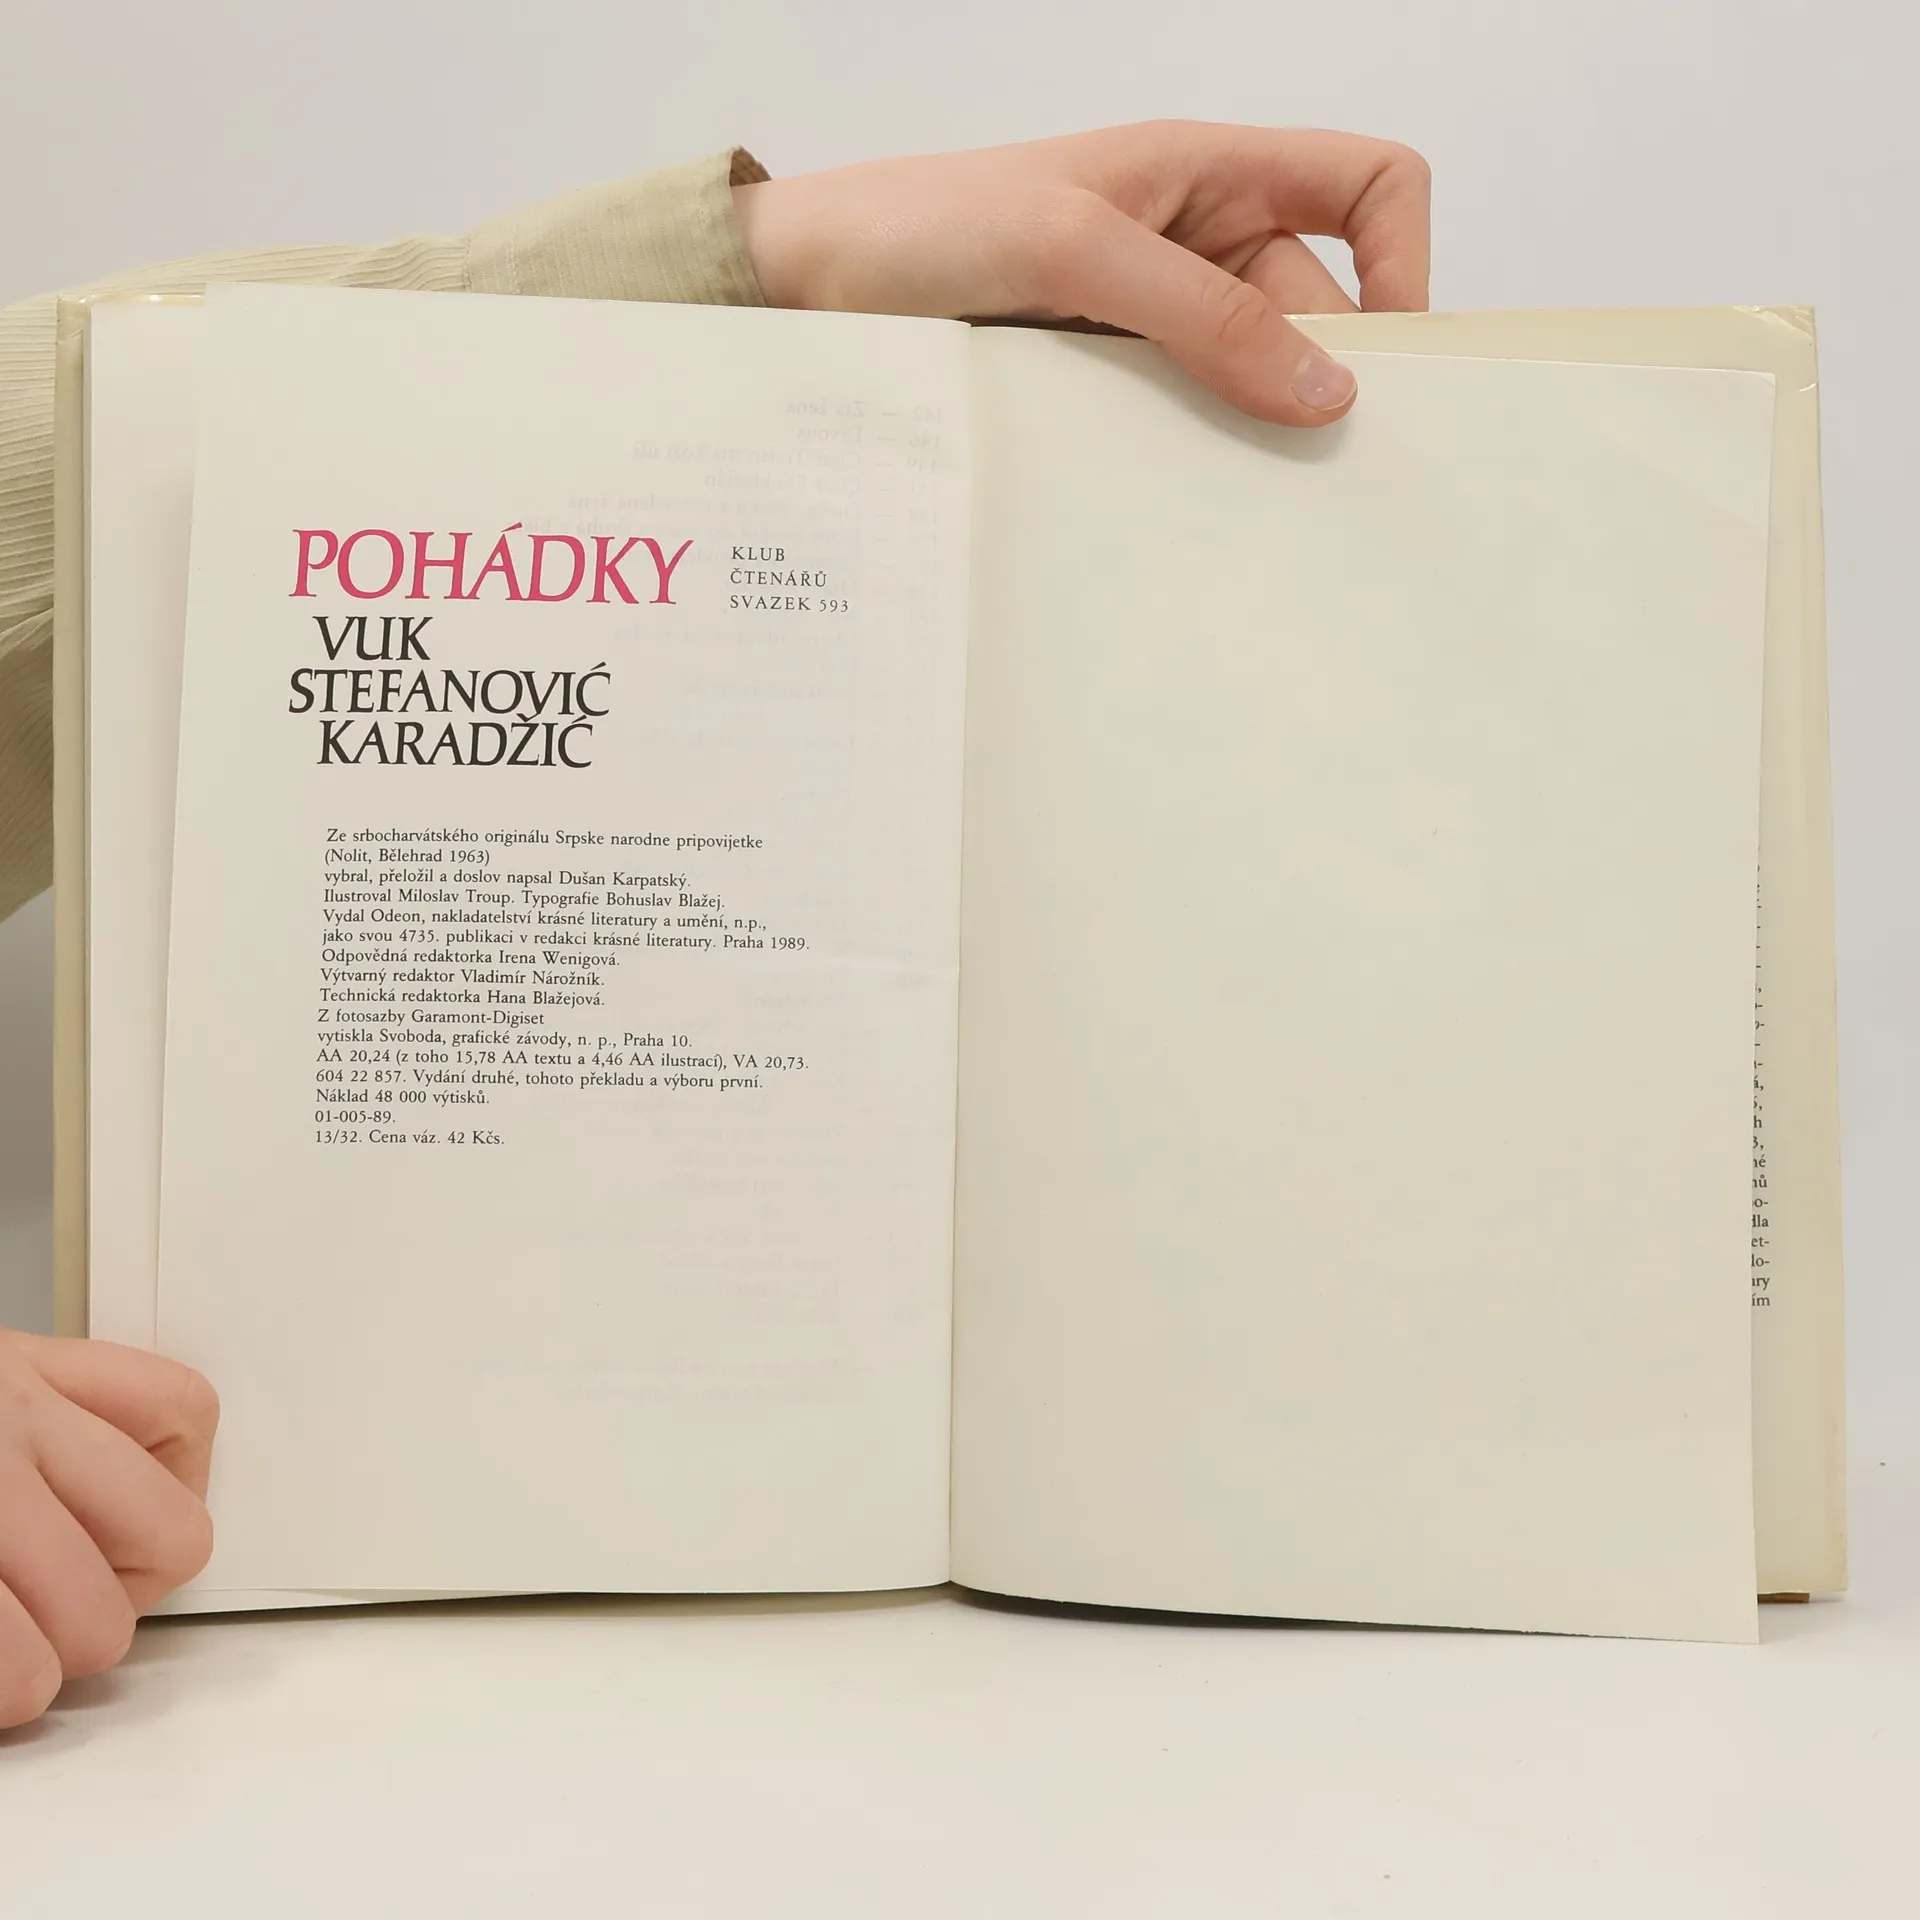 POHÁDKY
KLUB
ČTENÁŘŮ
SVAZEK 593
VUK
STEFANOVIĆ
KARADŽIĆ
Ze srbocharvátského originálu Srpske narodne pripovijetke
(Nolit, Bělehrad 1963)
vybral, přeložil a doslov napsal Dušan Karpatský.
Ilustroval Miloslav Troup. Typografie Bohuslav Blažej.
Vydal Odeon, nakladatelství krásné literatury a umění, n.p.,
jako svou 4735. publikaci v redakci krásné literatury. Praha 1989.
Odpovědná redaktorka Irena Wenigová.
Výtvarný redaktor Vladimír Nárožník.
Technická redaktorka Hana Blažejová.
Z fotosazby Garamont-Digiset
vytiskla Svoboda, grafické závody, n. p., Praha 10.
AA 20,24 (z toho 15,78 AA textu a 4,46 AA ilustrací), VA 20,73.
604 22 857. Vydání druhé, tohoto překladu a výboru první.
Náklad 48 000 výtisků.
01-005-89.
13/32. Cena váz. 42 Kčs.